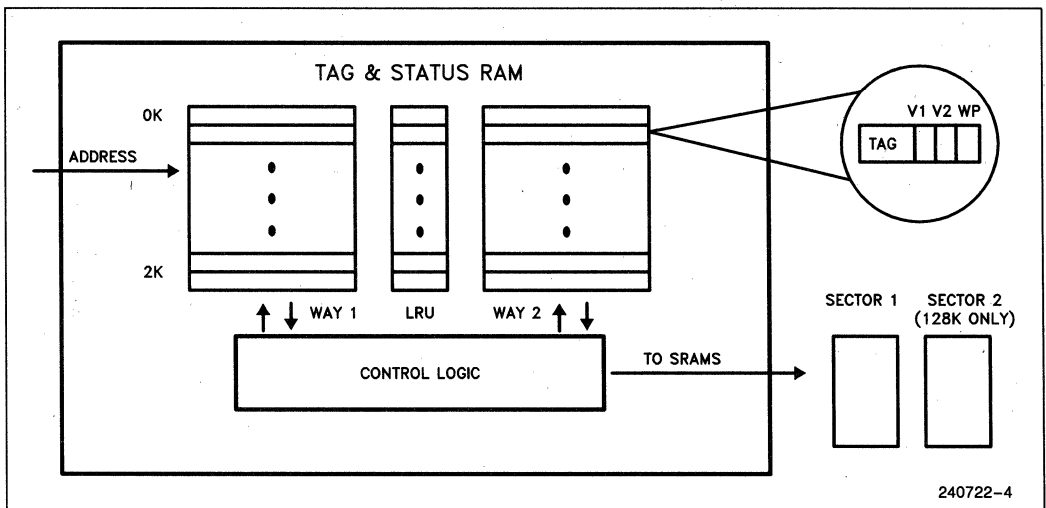 TAG & STATUS RAM
0K
ADDRESS
2K
WAY 1
LRU
WAY 2
CONTROL LOGIC
TO SRAMS
V1 V2 WP
TAG
SECTOR 1
SECTOR 2
(128K ONLY)
240722-4